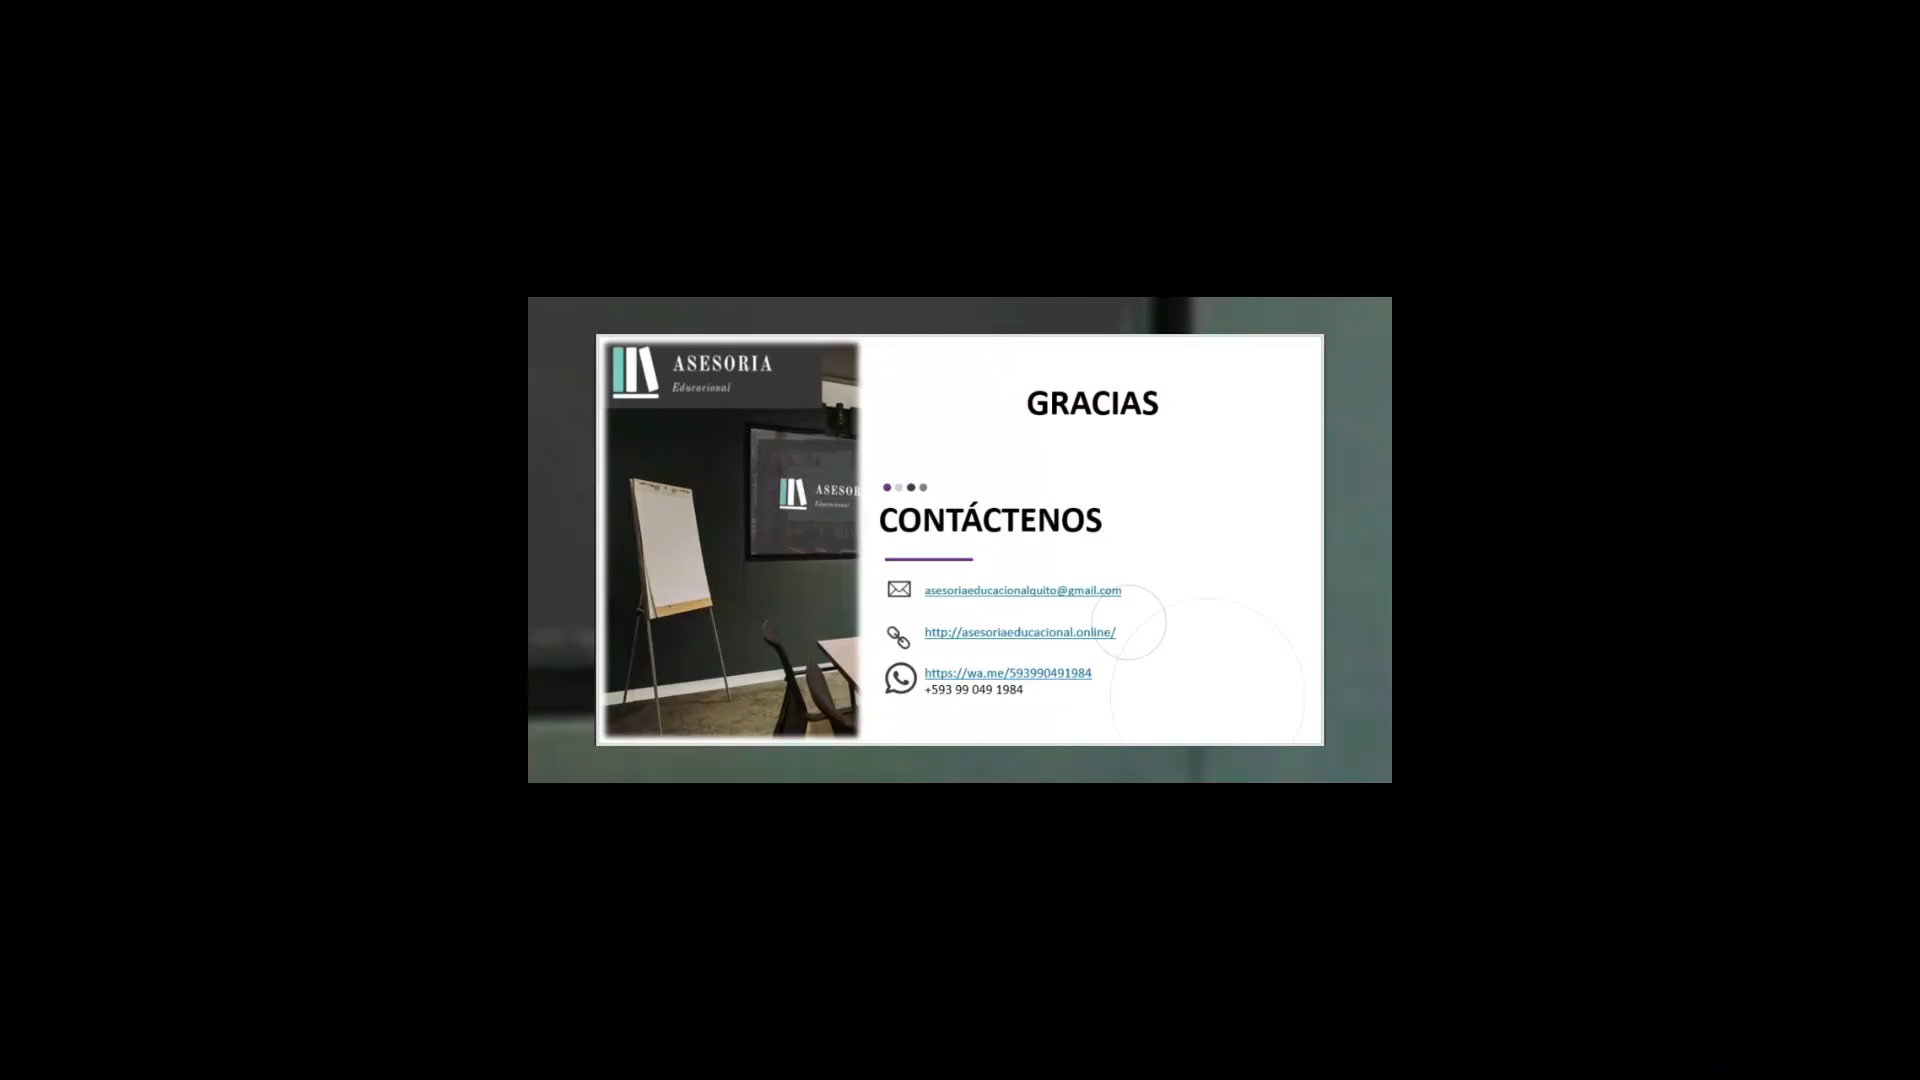 ASESORIA
Educacional
ASESOR
Educacional
GRACIAS
CONTÁCTENOS
asesoriaeducacionalquito@gmail.com
http://asesoriaeducacional.online/
https://wa.me/593990491984
+593 99 049 1984